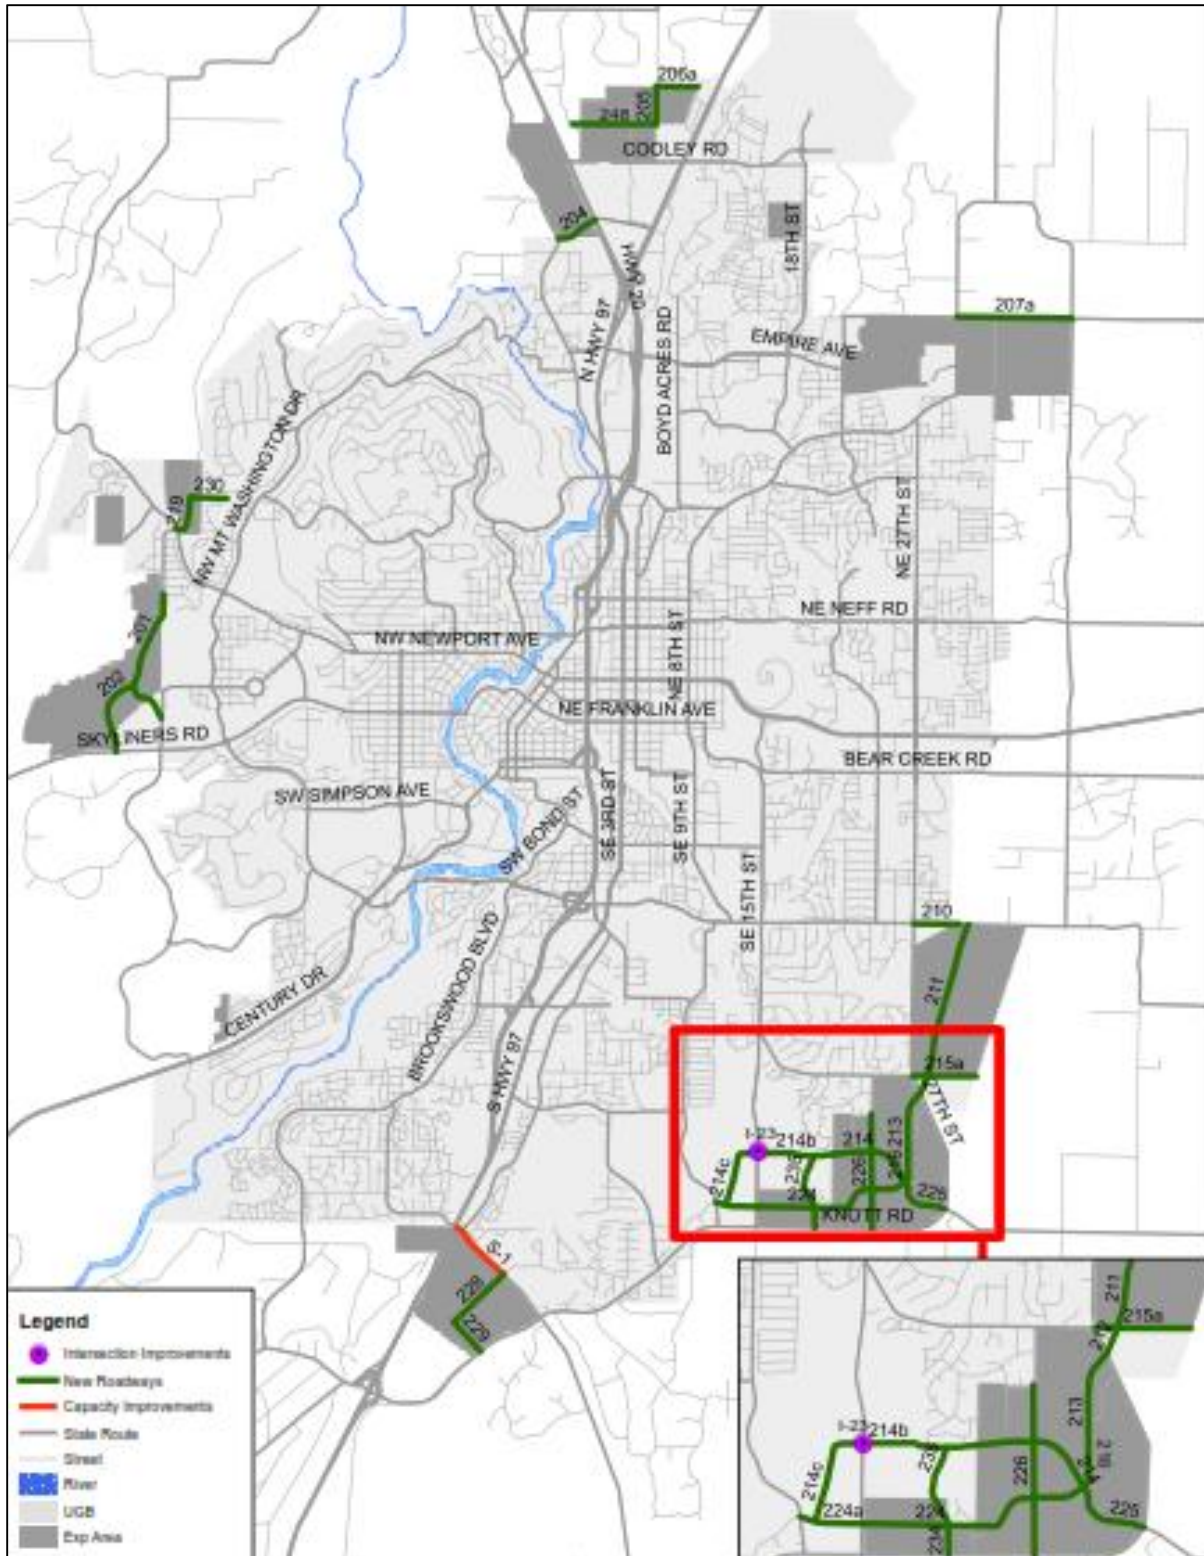 206a
205
248
COOLEY RD
204
18TH ST
HWY 20
207a
N HWY 97
BOYD ACRES RD
EMPIRE AVE
NW MT WASHINGTON DR
230
219
NE 27TH ST
NE NEFF RD
201
NW NEWPORT AVE
NE 8TH ST
202
NE FRANKLIN AVE
SKYLINERS RD
BEAR CREEK RD
SW SIMPSON AVE
SW BOND ST
SE 3RD ST
SE 9TH ST
SE 15TH ST
210
BROOKSWOOD BLVD
CENTURY DR
211
S HWY 97
215a
27TH ST
I-23
214b
214
213
214c
226
225
KNOTT RD
S-1
228
229
Legend
Intersection Improvements
New Roadways
Capacity Improvements
State Route
Street
River
UGB
Exp Area
211
215a
212
213
I-23
214b
226
214c
224a
224
225
234